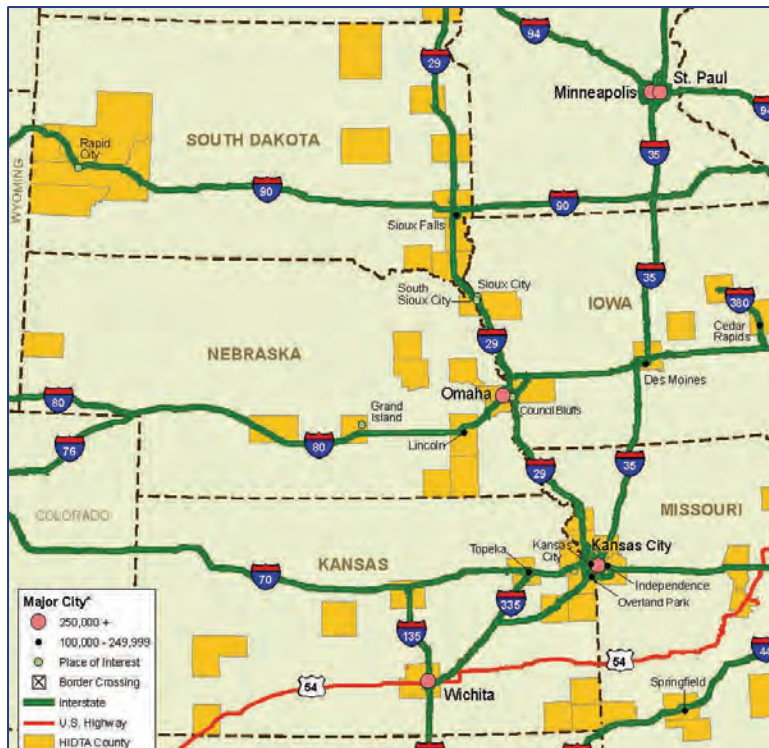 94
29
St. Paul
Minneapolis
94
SOUTH DAKOTA
Rapid
City
35
WYOMING
90
90
Sioux Falls
35
Sioux City
South
Sioux City
IOWA
380
Cedar
Rapids
29
NEBRASKA
Des Moines
Omaha
Council Bluffs
80
Grand
Island
76
80
Lincoln
29
35
MISSOURI
COLORADO
Kansas
City
Kansas City
Topeka
KANSAS
70
Independence
335
Overland Park
Major City*
250,000 +
135
100,000 - 249,999
Place of Interest
54
44
Border Crossing
54
Wichita
Springfield
Interstate
U.S. Highway
HIDTA County